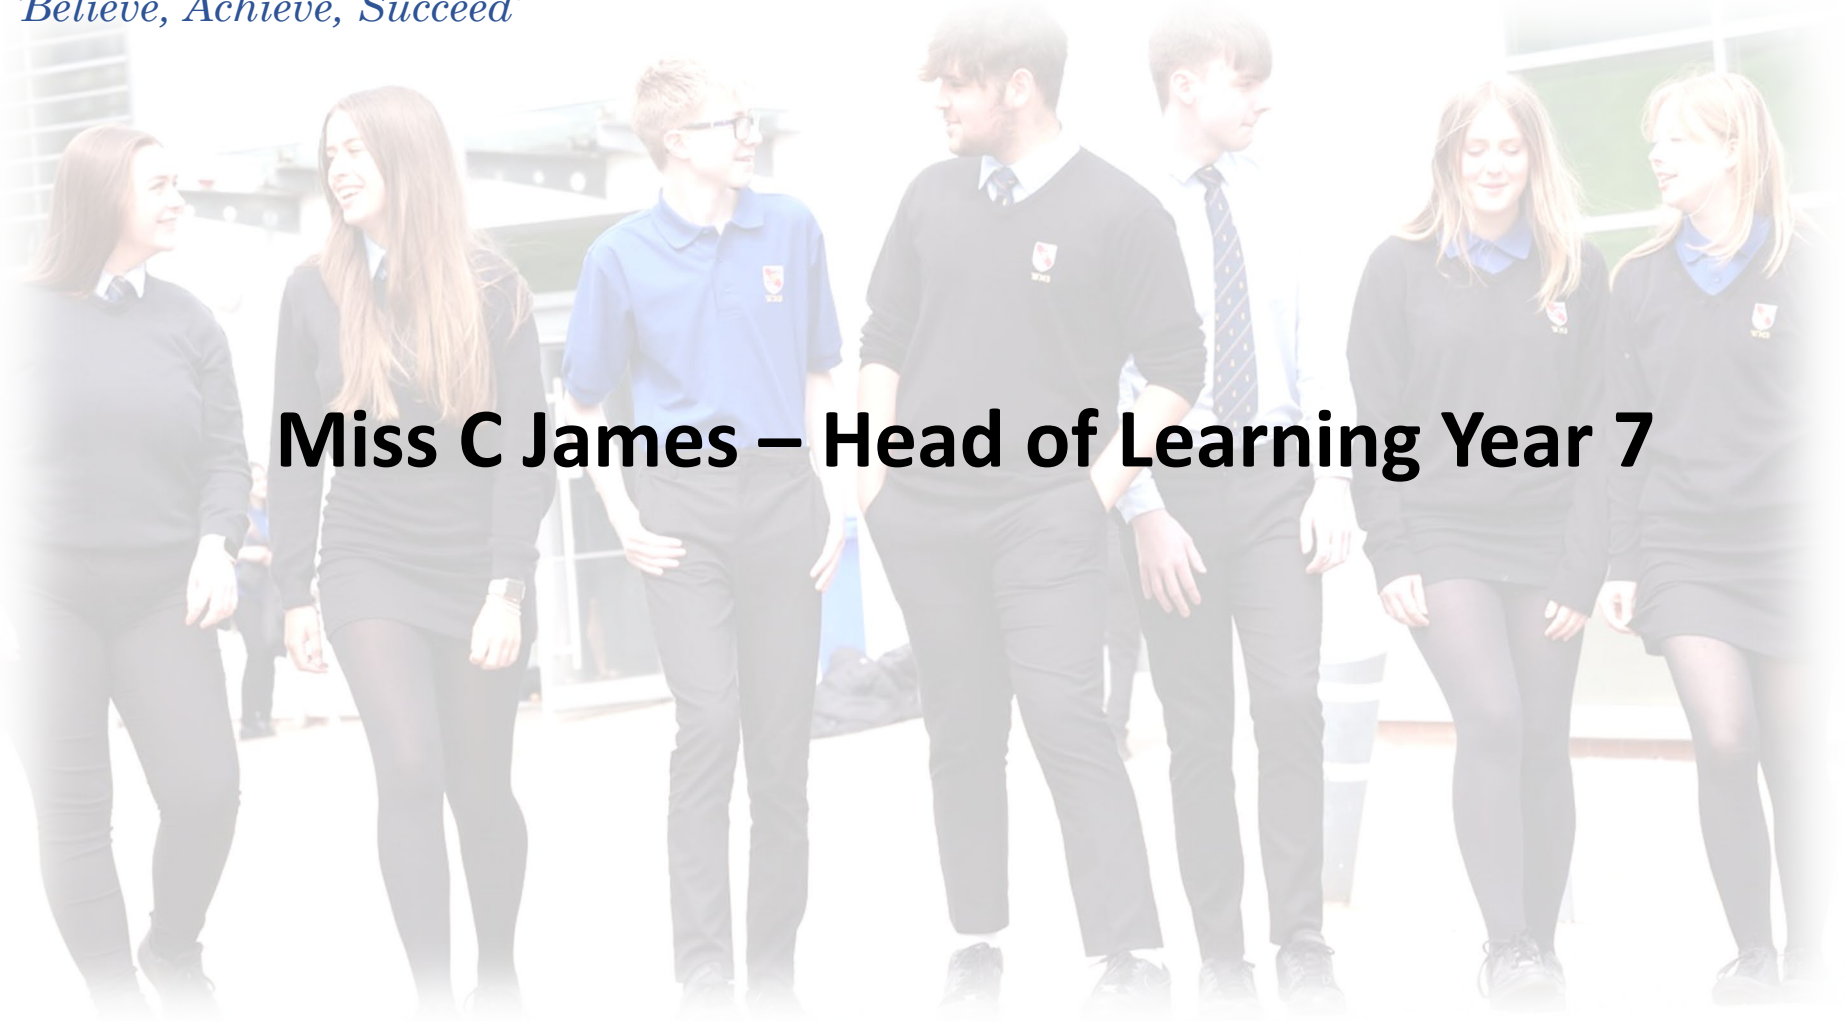 'Believe, Achieve, Succeed'
Miss C James – Head of Learning Year 7